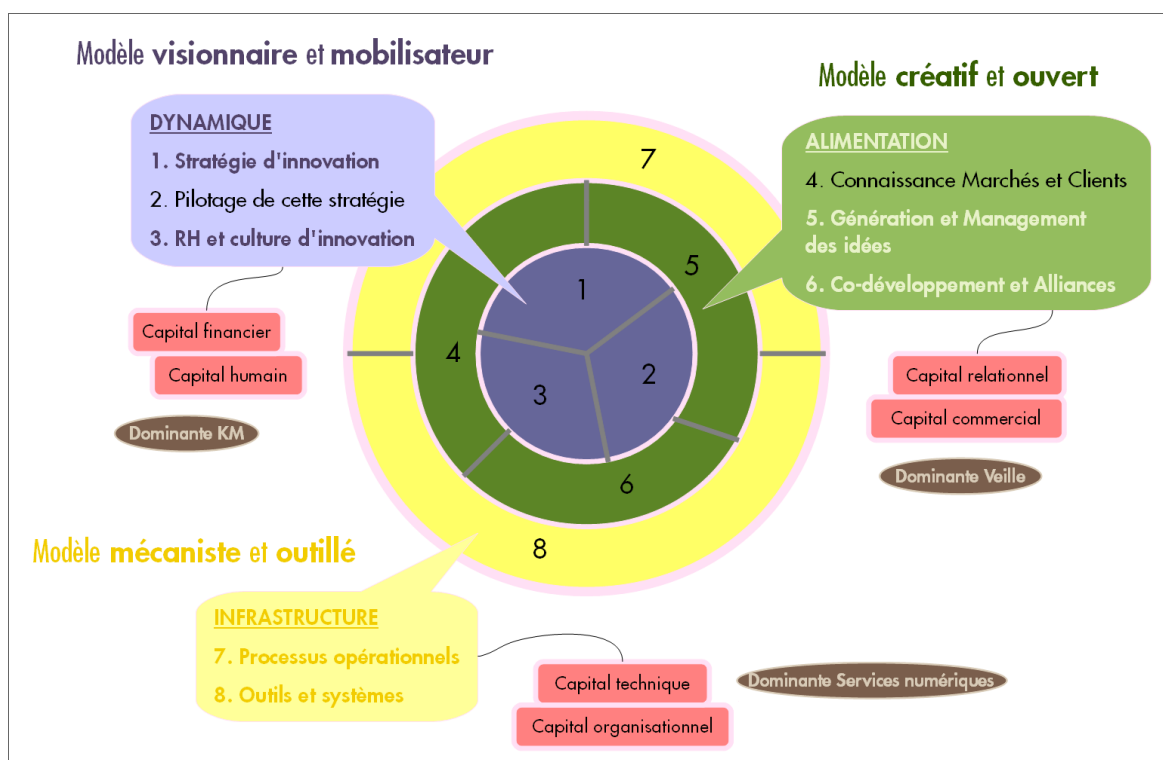 Modèle visionnaire et mobilisateur
DYNAMIQUE
1. Stratégie d'innovation
2. Pilotage de cette stratégie
3. RH et culture d'innovation
Capital financier
Capital humain
Dominante KM
Modèle créatif et ouvert
ALIMENTATION
4. Connaissance Marchés et Clients
5. Génération et Management
des idées
6. Co-développement et Alliances
Capital relationnel
Capital commercial
Dominante Veille
7
5
1
4
2
3
6
8
Modèle mécaniste et outillé
INFRASTRUCTURE
7. Processus opérationnels
8. Outils et systèmes
Capital technique
Capital organisationnel
Dominante Services numériques